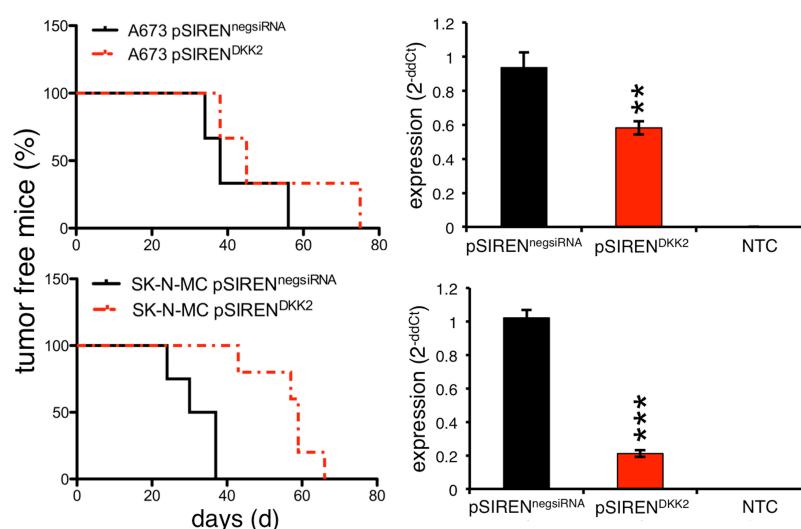 A673 pSIREN^negsiRNA
A673 pSIREN^DKK2
150
100
50
0
0 20 40 60 80
expression (2^-ddCt)
1.2
1
0.8
0.6
0.4
0.2
0
**
pSIREN^negsiRNA pSIREN^DKK2 NTC
tumor free mice (%)
SK-N-MC pSIREN^negsiRNA
SK-N-MC pSIREN^DKK2
150
100
50
0
0 20 40 60 80
days (d)
expression (2^-ddCt)
1.2
1
0.8
0.6
0.4
0.2
0
***
pSIREN^negsiRNA pSIREN^DKK2 NTC